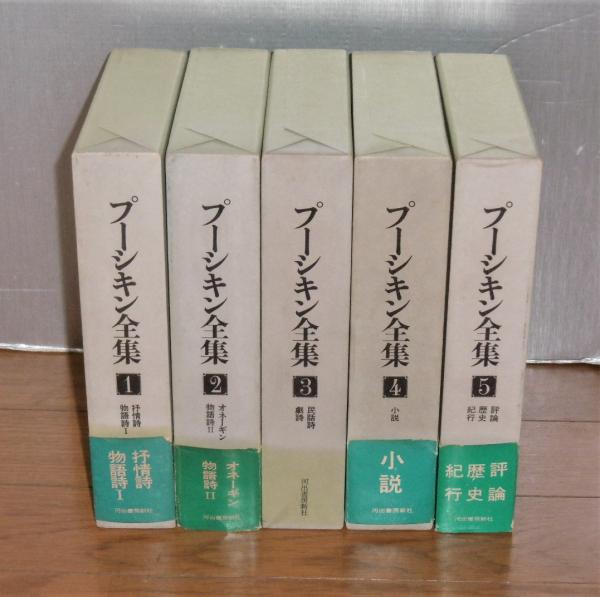 プーシキン全集
1
抒情詩
物語詩Ⅰ
抒情詩
物語詩Ⅰ
河出書房新社
プーシキン全集
2
オネーギン
物語詩Ⅱ
オネーギン
物語詩Ⅱ
河出書房新社
プーシキン全集
3
民話詩
劇詩
河出書房新社
プーシキン全集
4
小説
小説
河出書房新社
プーシキン全集
5
評論
歴史
紀行
評論
歴史
紀行
河出書房新社